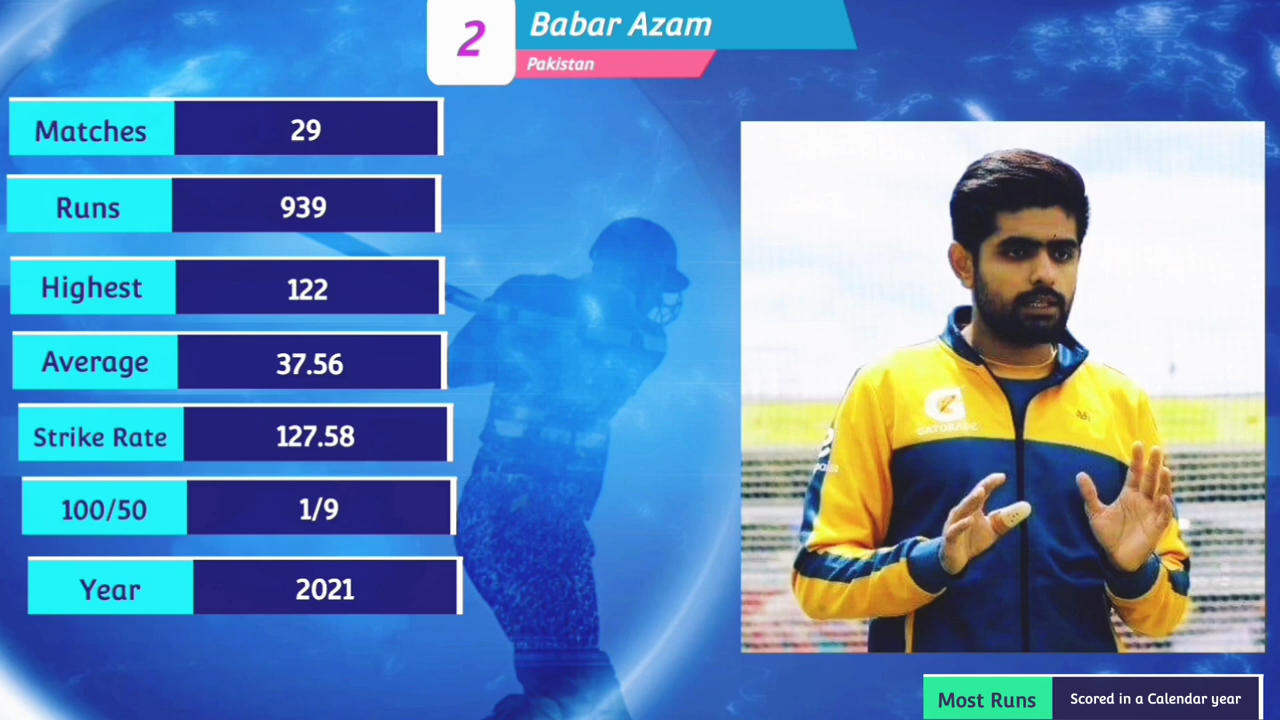 2
Babar Azam
Pakistan
Matches 29
Runs 939
Highest 122
Average 37.56
Strike Rate 127.58
100/50 1/9
Year 2021
GATORADE
Most Runs Scored in a Calendar year